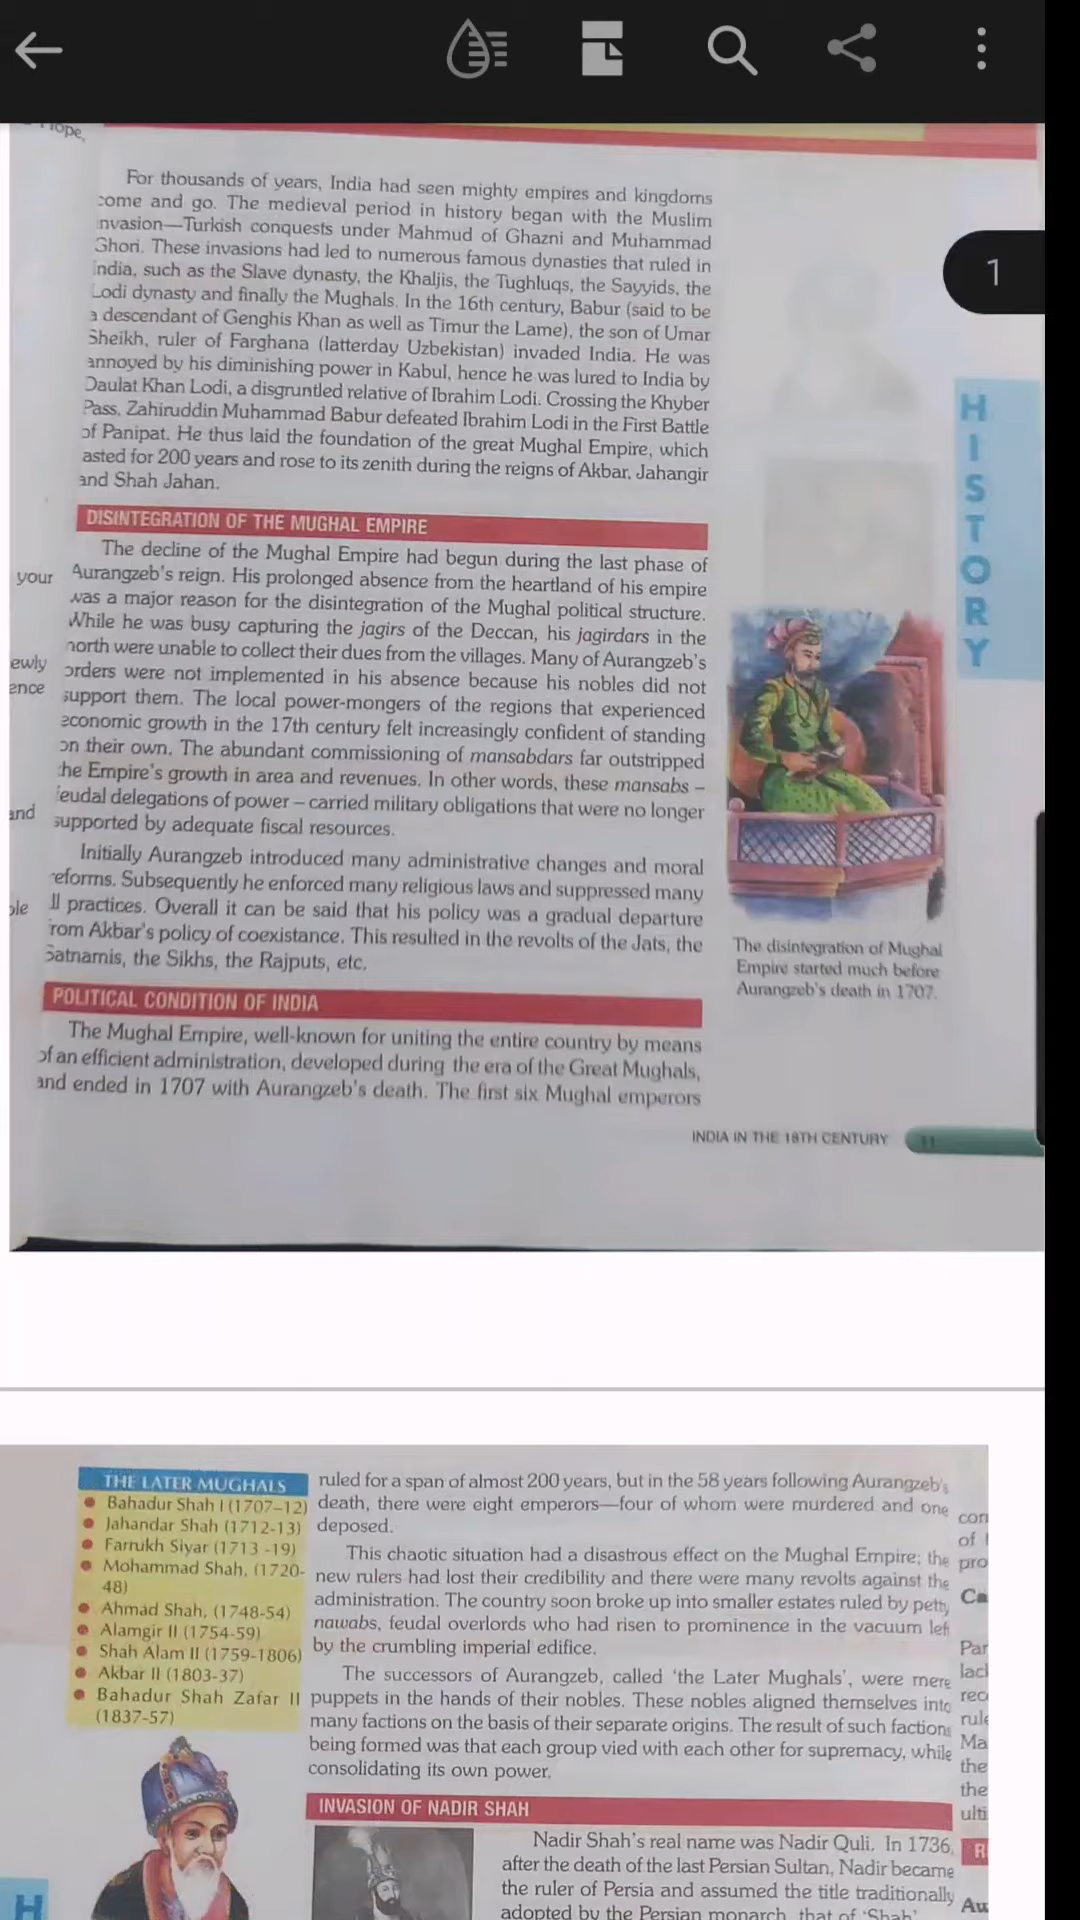 1
For thousands of years, India had seen mighty empires and kingdoms
come and go. The medieval period in history began with the Muslim
nvasion—Turkish conquests under Mahmud of Ghazni and Muhammad
Ghori. These invasions had led to numerous famous dynasties that ruled in
India, such as the Slave dynasty, the Khaljis, the Tughluqs, the Sayyids, the
Lodi dynasty and finally the Mughals. In the 16th century, Babur (said to be
a descendant of Genghis Khan as well as Timur the Lame), the son of Umar
Sheikh, ruler of Farghana (latterday Uzbekistan) invaded India. He was
annoyed by his diminishing power in Kabul, hence he was lured to India by
Daulat Khan Lodi, a disgruntled relative of Ibrahim Lodi. Crossing the Khyber
Pass, Zahiruddin Muhammad Babur defeated Ibrahim Lodi in the First Battle
of Panipat. He thus laid the foundation of the great Mughal Empire, which
asted for 200 years and rose to its zenith during the reigns of Akbar, Jahangir
and Shah Jahan.
DISINTEGRATION OF THE MUGHAL EMPIRE
The decline of the Mughal Empire had begun during the last phase of
your Aurangzeb's reign. His prolonged absence from the heartland of his empire
was a major reason for the disintegration of the Mughal political structure.
While he was busy capturing the jagirs of the Deccan, his jagirdars in the
north were unable to collect their dues from the villages. Many of Aurangzeb's
ewly orders were not implemented in his absence because his nobles did not
ence support them. The local power-mongers of the regions that experienced
economic growth in the 17th century felt increasingly confident of standing
on their own. The abundant commissioning of mansabdars far outstripped
the Empire's growth in area and revenues. In other words, these mansabs –
feudal delegations of power – carried military obligations that were no longer
and supported by adequate fiscal resources.
Initially Aurangzeb introduced many administrative changes and moral
reforms. Subsequently he enforced many religious laws and suppressed many
ole ll practices. Overall it can be said that his policy was a gradual departure
from Akbar's policy of coexistance. This resulted in the revolts of the Jats, the
Satnamis, the Sikhs, the Rajputs, etc.
POLITICAL CONDITION OF INDIA
The Mughal Empire, well-known for uniting the entire country by means
of an efficient administration, developed during the era of the Great Mughals,
and ended in 1707 with Aurangzeb's death. The first six Mughal emperors
HISTORY
The disintegration of Mughal
Empire started much before
Aurangzeb's death in 1707.
INDIA IN THE 18TH CENTURY 11
THE LATER MUGHALS
Bahadur Shah I (1707–12)
Jahandar Shah (1712-13)
Farrukh Siyar (1713 -19)
Mohammad Shah, (1720-
48)
Ahmad Shah, (1748-54)
Alamgir II (1754-59)
Shah Alam II (1759-1806)
Akbar II (1803-37)
Bahadur Shah Zafar II
(1837-57)
ruled for a span of almost 200 years, but in the 58 years following Aurangzeb's
death, there were eight emperors—four of whom were murdered and one
deposed.
This chaotic situation had a disastrous effect on the Mughal Empire; the
new rulers had lost their credibility and there were many revolts against the
administration. The country soon broke up into smaller estates ruled by petty
nawabs, feudal overlords who had risen to prominence in the vacuum left
by the crumbling imperial edifice.
The successors of Aurangzeb, called 'the Later Mughals', were mere
puppets in the hands of their nobles. These nobles aligned themselves into
many factions on the basis of their separate origins. The result of such factions
being formed was that each group vied with each other for supremacy, while
consolidating its own power.
INVASION OF NADIR SHAH
Nadir Shah's real name was Nadir Quli. In 1736,
after the death of the last Persian Sultan, Nadir became
the ruler of Persia and assumed the title traditionally
adopted by the Persian monarch, that of 'Shah'
con
of
pro
Ca
Par
lack
rec
rule
Ma
the
the
ulti
R
Au
H